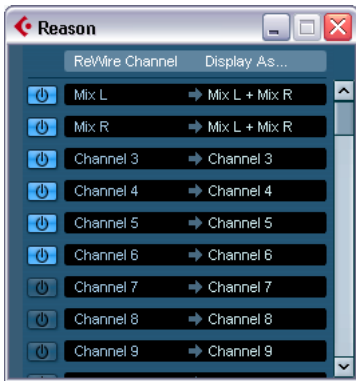 Reason
ReWire Channel Display As...
Mix L Mix L + Mix R
Mix R Mix L + Mix R
Channel 3 Channel 3
Channel 4 Channel 4
Channel 5 Channel 5
Channel 6 Channel 6
Channel 7 Channel 7
Channel 8 Channel 8
Channel 9 Channel 9